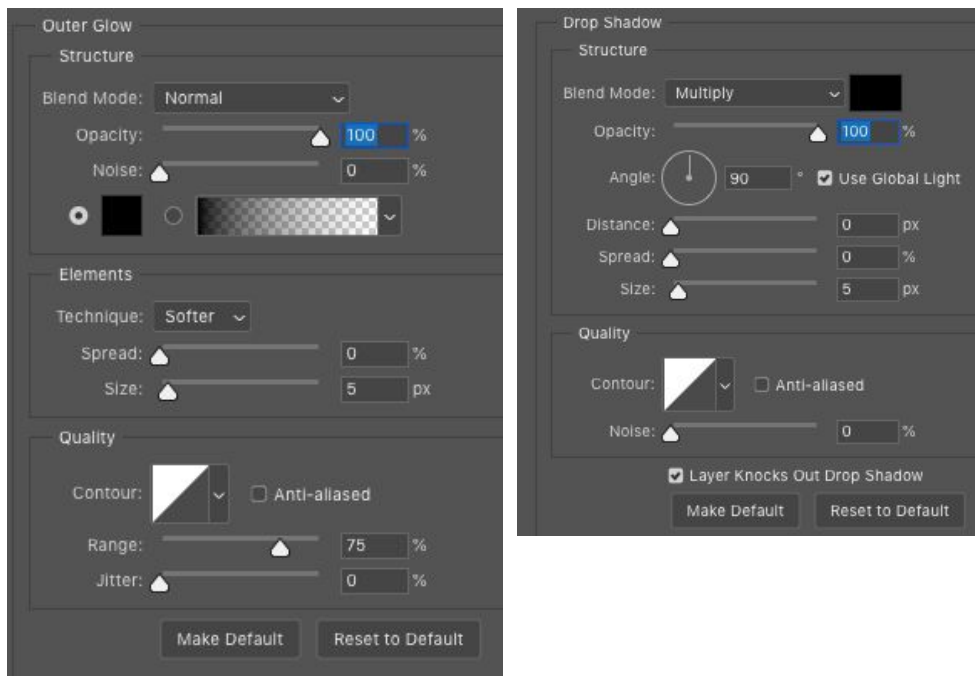 Outer Glow
Structure
Blend Mode: Normal
Opacity: 100 %
Noise: 0 %
Elements
Technique: Softer
Spread: 0 %
Size: 5 px
Quality
Contour: Anti-aliased
Range: 75 %
Jitter: 0 %
Make Default Reset to Default
Drop Shadow
Structure
Blend Mode: Multiply
Opacity: 100 %
Angle: 90 ° Use Global Light
Distance: 0 px
Spread: 0 %
Size: 5 px
Quality
Contour: Anti-aliased
Noise: 0 %
Layer Knocks Out Drop Shadow
Make Default Reset to Default